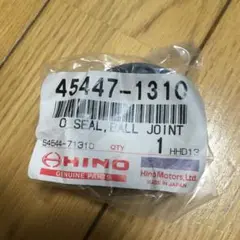 45447-1310
O SEAL, BALL JOINT
54544-71310 QTY 1 HHD13
HINO
GENUINE PARTS
Hino Motors, Ltd.
MADE IN JAPAN